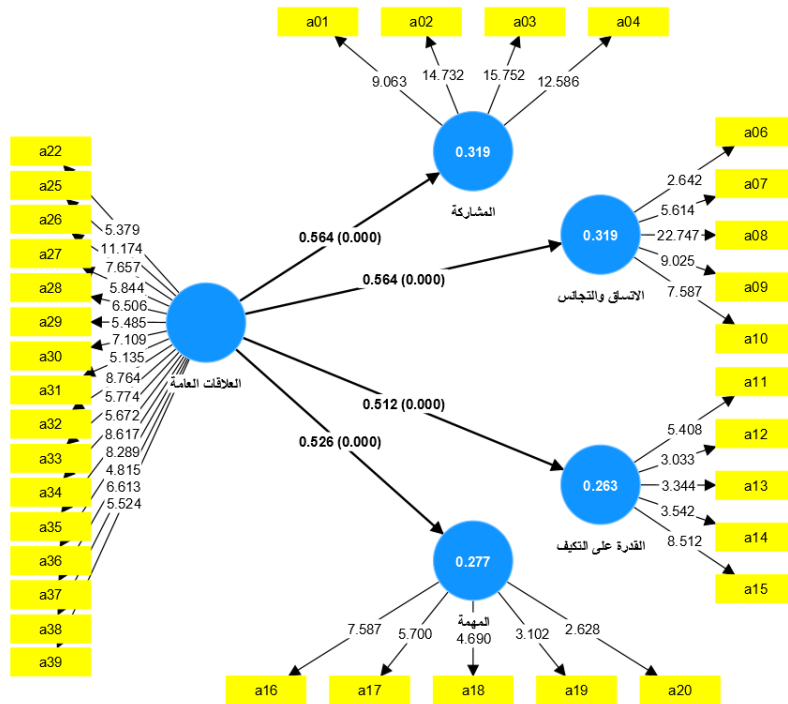 a01
a02
a03
a04
9.063
14.732
15.752
12.586
0.319
المشاركة
a06
a07
a08
a09
a10
2.642
5.614
22.747
9.025
7.587
0.319
الاتساق والتجانس
a22
a25
a26
a27
a28
a29
a30
a31
a32
a33
a34
a35
a36
a37
a38
a39
5.379
11.174
7.657
5.844
6.506
5.485
7.109
5.135
8.764
5.774
5.672
8.617
8.289
4.815
6.613
5.524
العلاقات العامة
0.564 (0.000)
0.564 (0.000)
0.512 (0.000)
0.526 (0.000)
a11
a12
a13
a14
a15
5.408
3.033
3.344
3.542
8.512
0.263
القدرة على التكيف
0.277
المهمة
7.587
5.700
4.690
3.102
2.628
a16
a17
a18
a19
a20